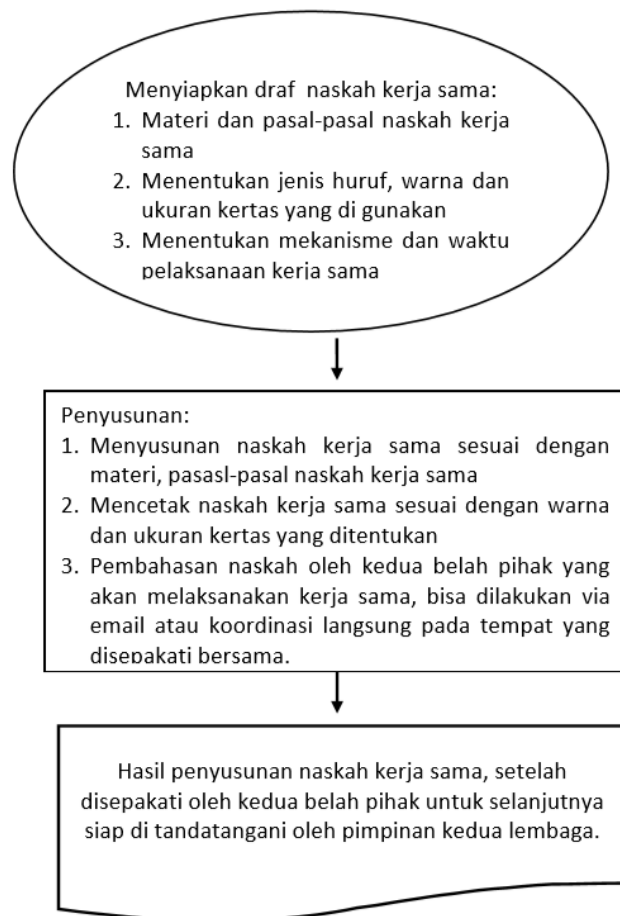 Menyiapkan draf naskah kerja sama:
1. Materi dan pasal-pasal naskah kerja
sama
2. Menentukan jenis huruf, warna dan
ukuran kertas yang di gunakan
3. Menentukan mekanisme dan waktu
pelaksanaan kerja sama
Penyusunan:
1. Menyusunan naskah kerja sama sesuai dengan
materi, pasasl-pasal naskah kerja sama
2. Mencetak naskah kerja sama sesuai dengan warna
dan ukuran kertas yang ditentukan
3. Pembahasan naskah oleh kedua belah pihak yang
akan melaksanakan kerja sama, bisa dilakukan via
email atau koordinasi langsung pada tempat yang
disepakati bersama.
Hasil penyusunan naskah kerja sama, setelah
disepakati oleh kedua belah pihak untuk selanjutnya
siap di tandatangani oleh pimpinan kedua lembaga.